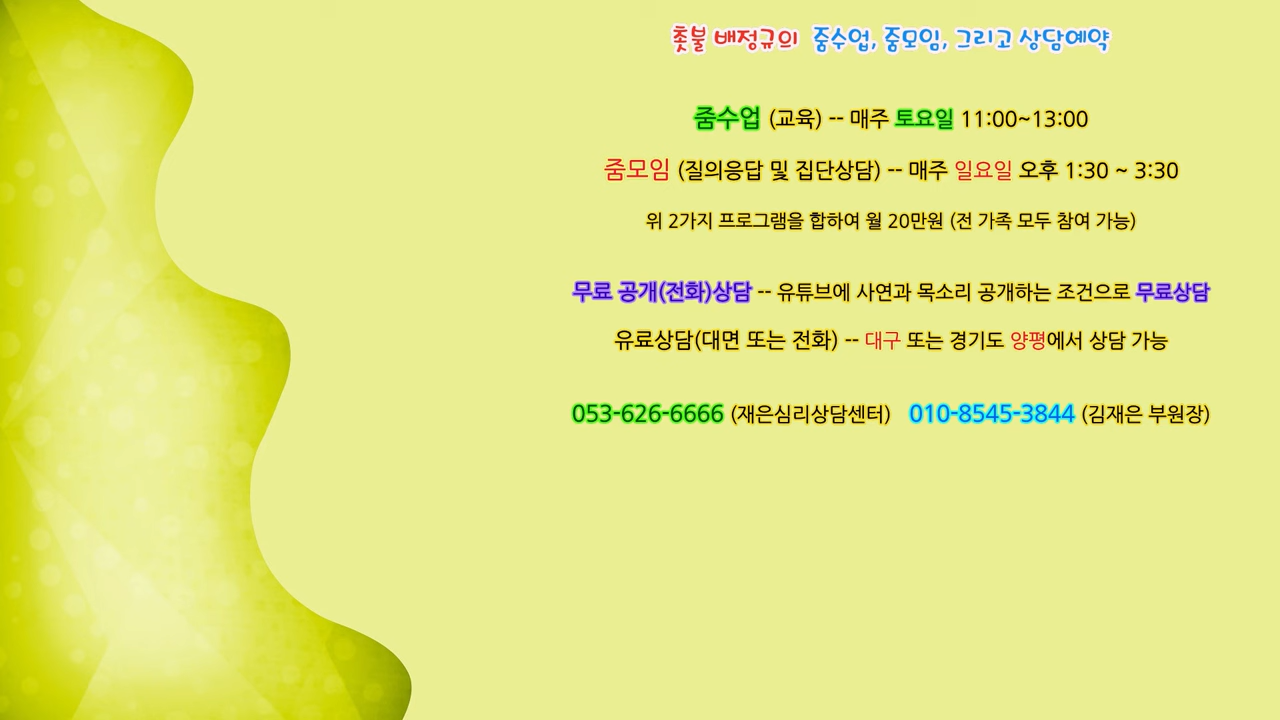 촛불 배정규의 줌수업, 줌모임, 그리고 상담예약
줌수업 (교육) -- 매주 토요일 11:00~13:00
줌모임 (질의응답 및 집단상담) -- 매주 일요일 오후 1:30 ~ 3:30
위 2가지 프로그램을 합하여 월 20만원 (전 가족 모두 참여 가능)
무료 공개(전화)상담 -- 유튜브에 사연과 목소리 공개하는 조건으로 무료상담
유료상담(대면 또는 전화) -- 대구 또는 경기도 양평에서 상담 가능
053-626-6666 (재은심리상담센터) 010-8545-3844 (김재은 부원장)